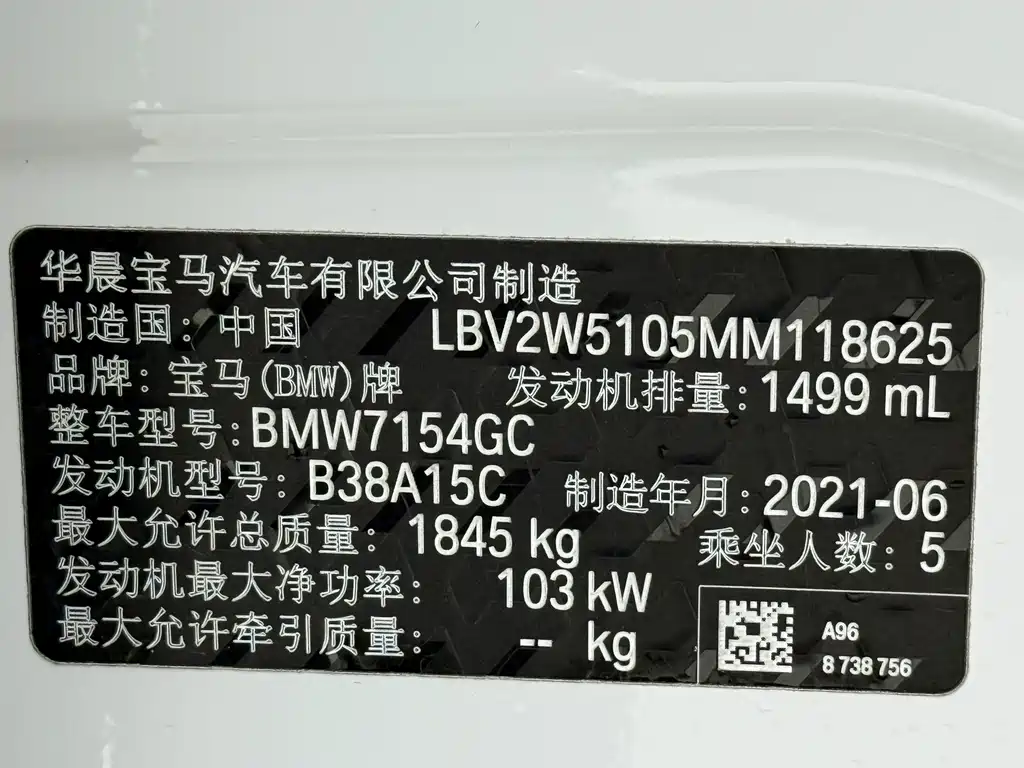 华晨宝马汽车有限公司制造
制造国：中国 LBV2W5105MM118625
品牌：宝马(BMW)牌 发动机排量：1499 mL
整车型号：BMW7154GC
发动机型号：B38A15C 制造年月：2021-06
最大允许总质量：1845 kg 乘坐人数：5
发动机最大净功率：103 kW
最大允许牵引质量：-- kg
A96
8 738 756